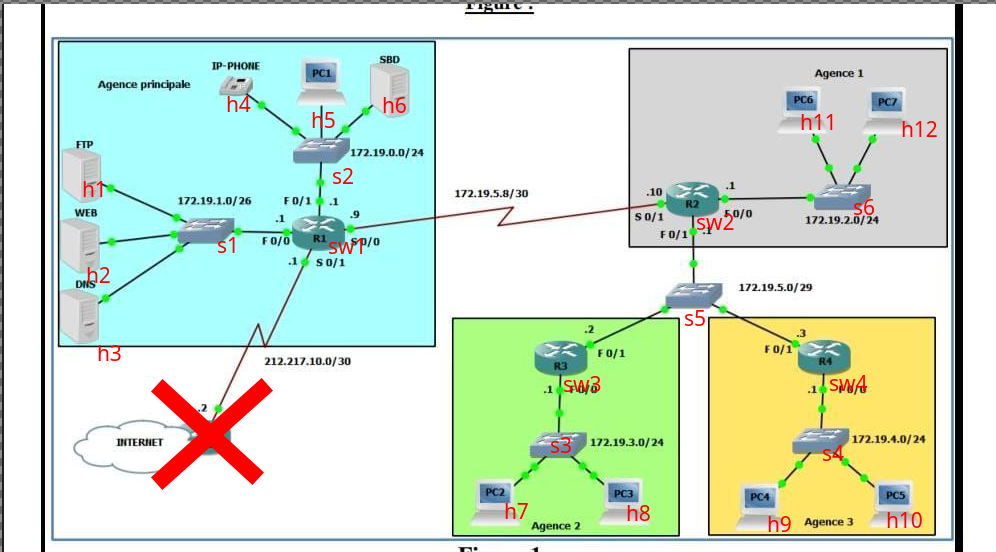 Figure :
Agence principale
IP-PHONE
PC1
SBD
h4
h5
h6
172.19.0.0/24
s2
FTP
h1
172.19.1.0/26
WEB
h2
DNS
h3
s1
F 0/1
.1
.1
F 0/0
R1
sw1
.9
S 0/0
.1
S 0/1
172.19.5.8/30
212.217.10.0/30
.2
INTERNET
Agence 1
PC6
h11
PC7
h12
.10
S 0/1
R2
sw2
.1
F 0/0
s6
172.19.2.0/24
F 0/1
.1
172.19.5.0/29
s5
.2
F 0/1
R3
sw3
.1
F 0/0
s3
172.19.3.0/24
PC2
h7
PC3
h8
Agence 2
.3
F 0/1
R4
sw4
.1
F 0/0
172.19.4.0/24
s4
PC4
h9
PC5
h10
Agence 3
Figure 1